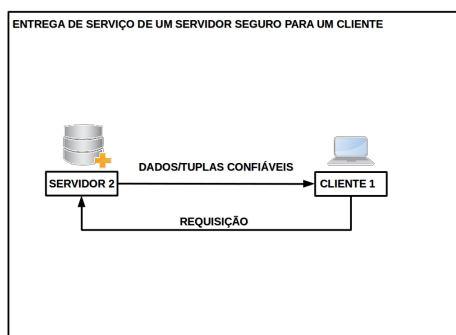 ENTREGA DE SERVIÇO DE UM SERVIDOR SEGURO PARA UM CLIENTE
DADOS/TUPLAS CONFIÁVEIS
SERVIDOR 2
CLIENTE 1
REQUISIÇÃO